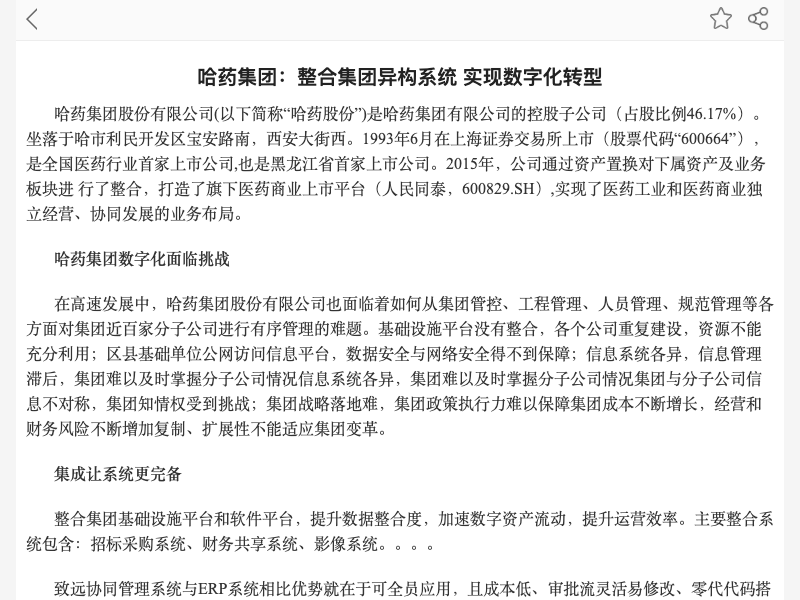 哈药集团：整合集团异构系统 实现数字化转型
哈药集团股份有限公司(以下简称“哈药股份”)是哈药集团有限公司的控股子公司（占股比例46.17%）。
坐落于哈市利民开发区宝安路南，西安大街西。1993年6月在上海证券交易所上市（股票代码“600664”），
是全国医药行业首家上市公司,也是黑龙江省首家上市公司。2015年，公司通过资产置换对下属资产及业务
板块进 行了整合，打造了旗下医药商业上市平台（人民同泰，600829.SH）,实现了医药工业和医药商业独
立经营、协同发展的业务布局。
哈药集团数字化面临挑战
在高速发展中，哈药集团股份有限公司也面临着如何从集团管控、工程管理、人员管理、规范管理等各
方面对集团近百家分子公司进行有序管理的难题。基础设施平台没有整合，各个公司重复建设，资源不能
充分利用；区县基础单位公网访问信息平台，数据安全与网络安全得不到保障；信息系统各异，信息管理
滞后，集团难以及时掌握分子公司情况信息系统各异，集团难以及时掌握分子公司情况集团与分子公司信
息不对称，集团知情权受到挑战；集团战略落地难，集团政策执行力难以保障集团成本不断增长，经营和
财务风险不断增加复制、扩展性不能适应集团变革。
集成让系统更完备
整合集团基础设施平台和软件平台，提升数据整合度，加速数字资产流动，提升运营效率。主要整合系
统包含：招标采购系统、财务共享系统、影像系统。。。。
致远协同管理系统与ERP系统相比优势就在于可全员应用，且成本低、审批流灵活易修改、零代代码搭